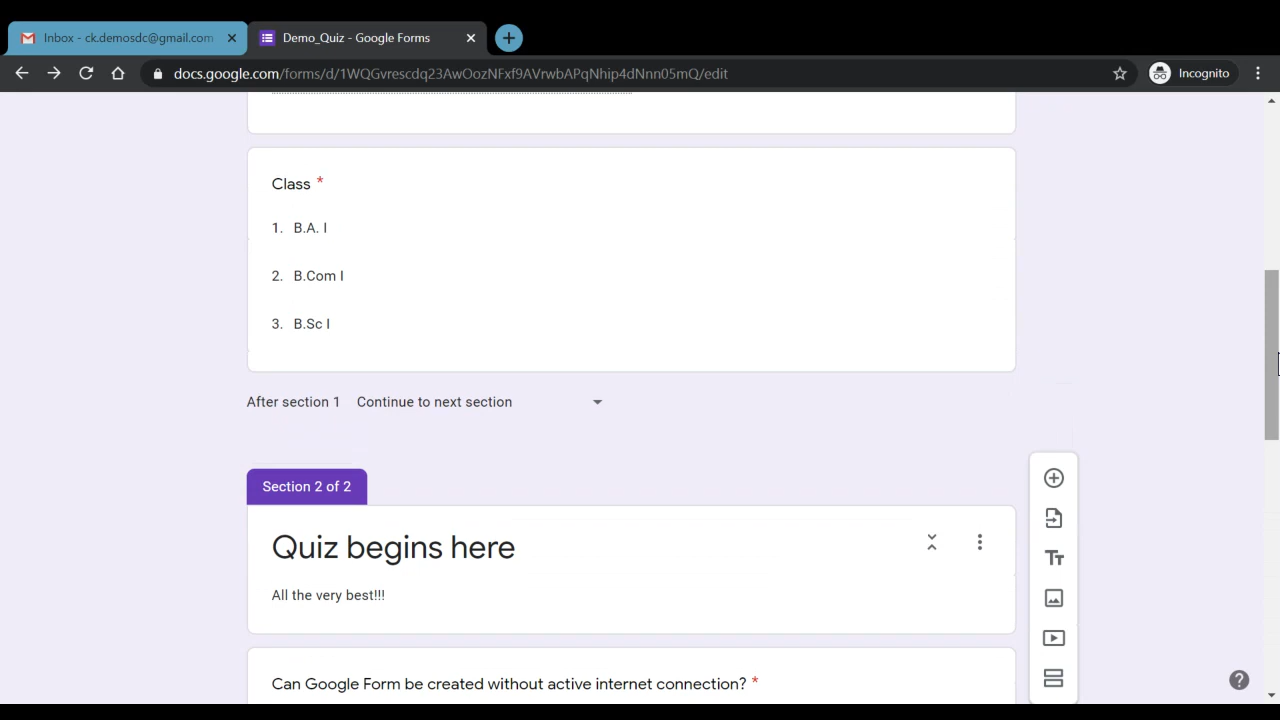 Inbox - ck.demosdc@gmail.com
Demo_Quiz - Google Forms
docs.google.com/forms/d/1WQGvrescdq23AwOozNFxf9AVrwbAPqNhip4dNnn05mQ/edit
Incognito
Class *
1. B.A. I
2. B.Com I
3. B.Sc I
After section 1 Continue to next section
Section 2 of 2
Quiz begins here
All the very best!!!
Can Google Form be created without active internet connection? *